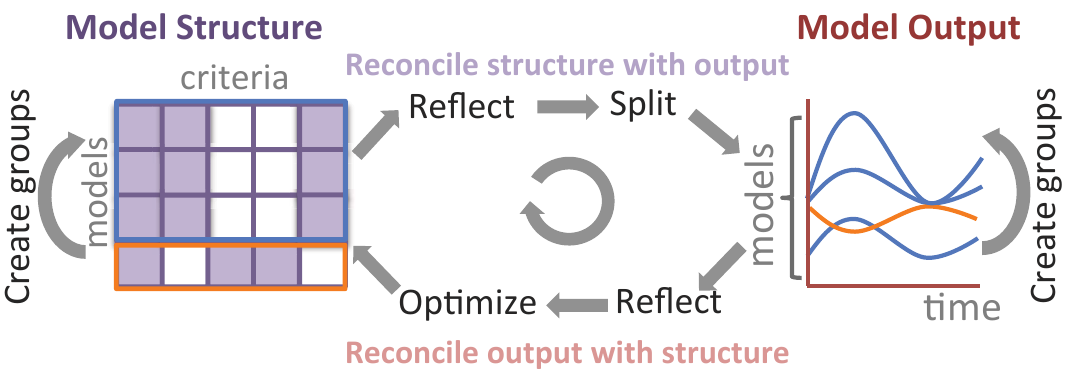 Model Structure
Model Output
Reconcile structure with output
criteria
Reflect
Split
Create groups
models
models
Create groups
Optimize
Reflect
time
Reconcile output with structure